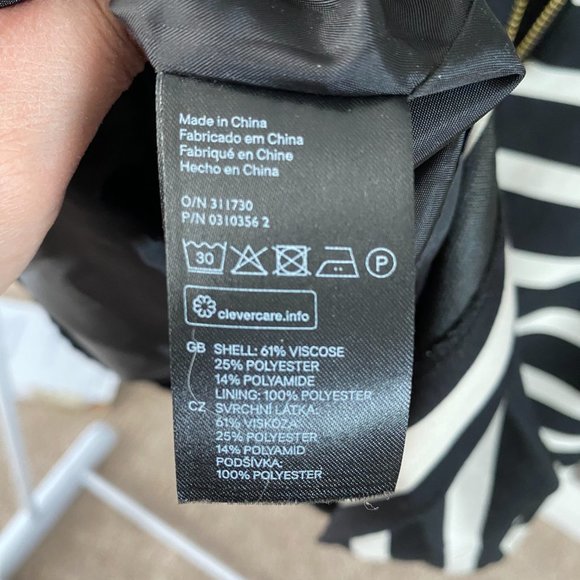 Made in China
Fabricado em China
Fabriqué en Chine
Hecho en China
O/N 311730
P/N 0310356 2
30 P
clevercare.info
GB SHELL: 61% VISCOSE
25% POLYESTER
14% POLYAMIDE
LINING: 100% POLYESTER
CZ SVRCHNI LÁTKA:
61% VISKÓZA
25% POLYESTER
14% POLYAMID
PODŠÍVKA:
100% POLYESTER